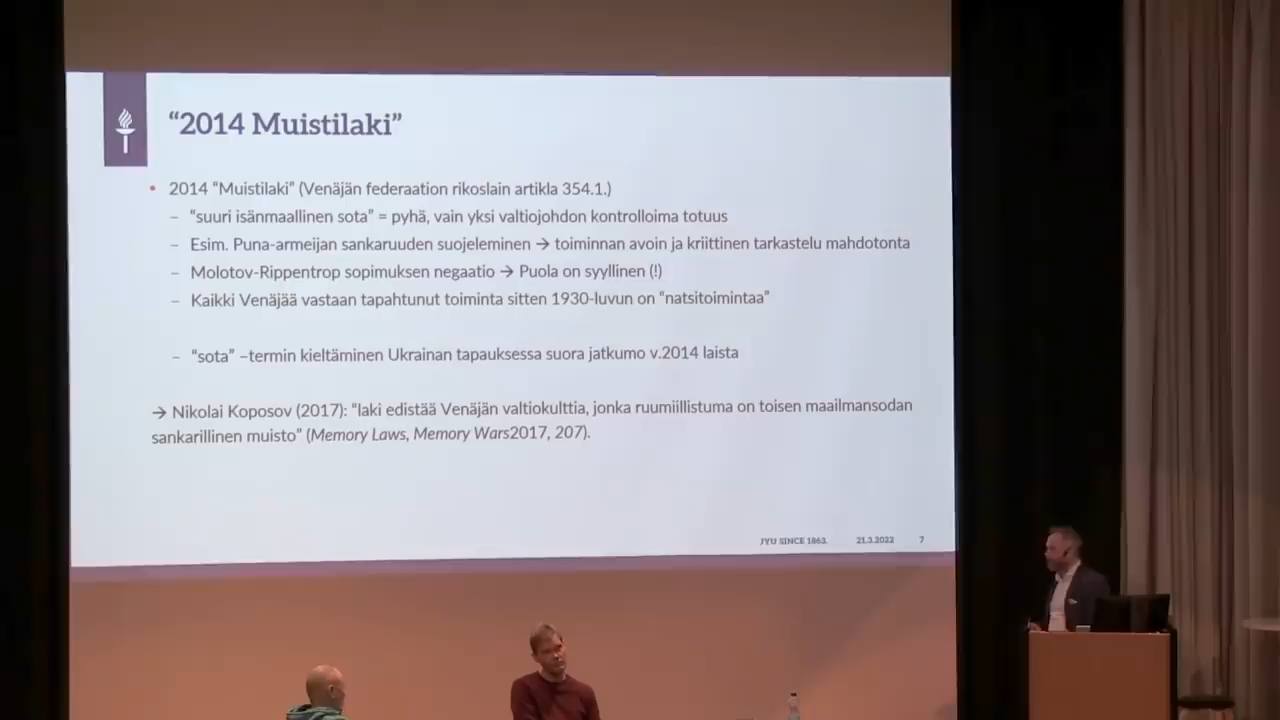 “2014 Muistilaki”
• 2014 “Muistilaki” (Venäjän federaation rikoslain artikla 354.1.)
– “suuri isänmaallinen sota” = pyhä, vain yksi valtiojohdon kontrolloima totuus
– Esim. Puna-armeijan sankaruuden suojeleminen → toiminnan avoin ja kriittinen tarkastelu mahdotonta
– Molotov-Rippentrop sopimuksen negaatio → Puola on syyllinen (!)
– Kaikki Venäjää vastaan tapahtunut toiminta sitten 1930-luvun on “natsitoimintaa”
– “sota” –termin kieltäminen Ukrainan tapauksessa suora jatkumo v.2014 laista
→ Nikolai Koposov (2017): “laki edistää Venäjän valtiokulttia, jonka ruumiillistuma on toisen maailmansodan
sankarillinen muisto” (Memory Laws, Memory Wars2017, 207).
JYU SINCE 1863. 21.3.2022 7